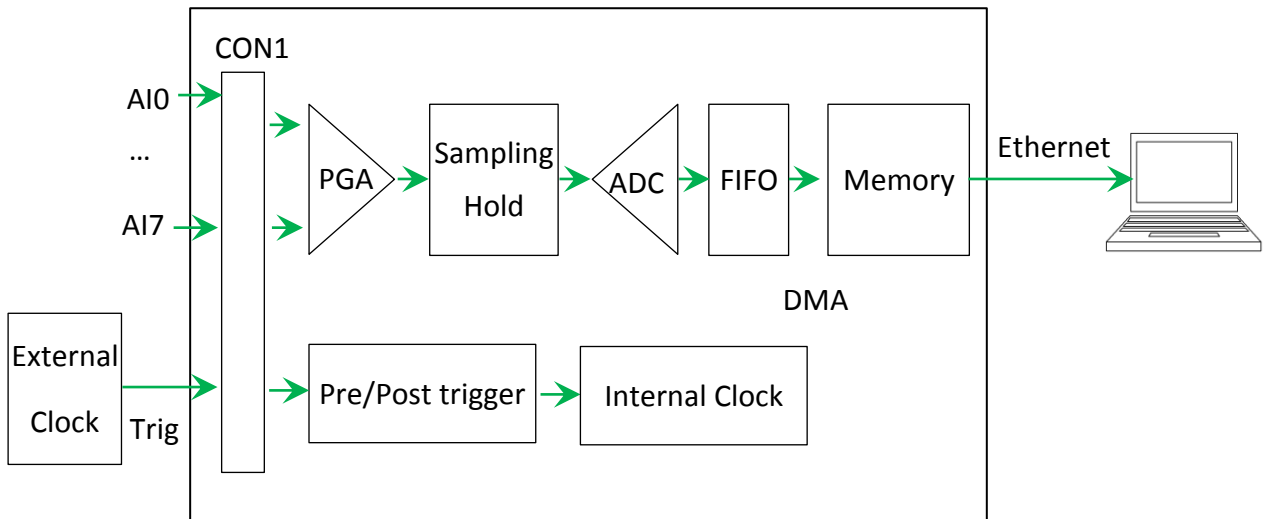 CON1
AI0
...
AI7
PGA
Sampling
Hold
ADC
FIFO
Memory
Ethernet
DMA
External
Clock
Trig
Pre/Post trigger
Internal Clock